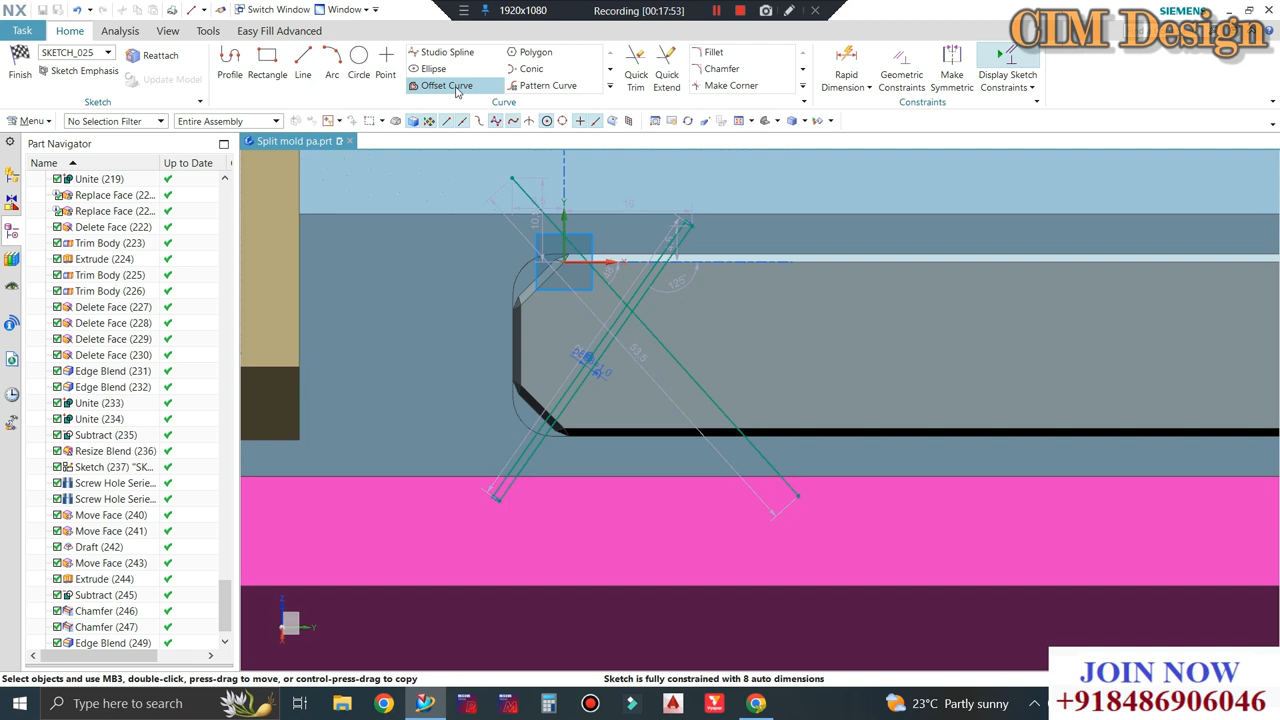 NX
Switch Window
Window
1920x1080
Recording [00:17:53]
SIEMENS
CIM Design
Task
Home
Analysis
View
Tools
Easy Fill Advanced
Finish
SKETCH_025
Sketch Emphasis
Reattach
Update Model
Sketch
Profile
Rectangle
Line
Arc
Circle
Point
Studio Spline
Ellipse
Offset Curve
Polygon
Conic
Pattern Curve
Curve
Quick Trim
Quick Extend
Fillet
Chamfer
Make Corner
Rapid Dimension
Geometric Constraints
Make Symmetric
Display Sketch Constraints
Constraints
Menu
No Selection Filter
Entire Assembly
Part Navigator
Split mold pa.prt
Name
Up to Date
Unite (219)
Replace Face (22...
Replace Face (22...
Delete Face (222)
Trim Body (223)
Extrude (224)
Trim Body (225)
Trim Body (226)
Delete Face (227)
Delete Face (228)
Delete Face (229)
Delete Face (230)
Edge Blend (231)
Edge Blend (232)
Unite (233)
Unite (234)
Subtract (235)
Resize Blend (236)
Sketch (237) "SK...
Screw Hole Serie...
Screw Hole Serie...
Move Face (240)
Move Face (241)
Draft (242)
Move Face (243)
Extrude (244)
Subtract (245)
Chamfer (246)
Chamfer (247)
Edge Blend (249)
Y
X
10
125°
53.5
Z
Y
Select objects and use MB3, double-click, press-drag to move, or control-press-drag to copy
Sketch is fully constrained with 8 auto dimensions
JOIN NOW
+918486906046
Type here to search
23°C Partly sunny